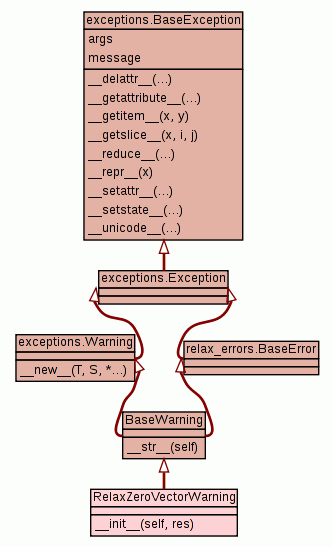 exceptions.BaseException
args
message
__delattr__(...)
__getattribute__(...)
__getitem__(x, y)
__getslice__(x, i, j)
__reduce__(...)
__repr__(x)
__setattr__(...)
__setstate__(...)
__unicode__(...)
exceptions.Exception
exceptions.Warning
__new__(T, S, *...)
relax_errors.BaseError
BaseWarning
__str__(self)
RelaxZeroVectorWarning
__init__(self, res)